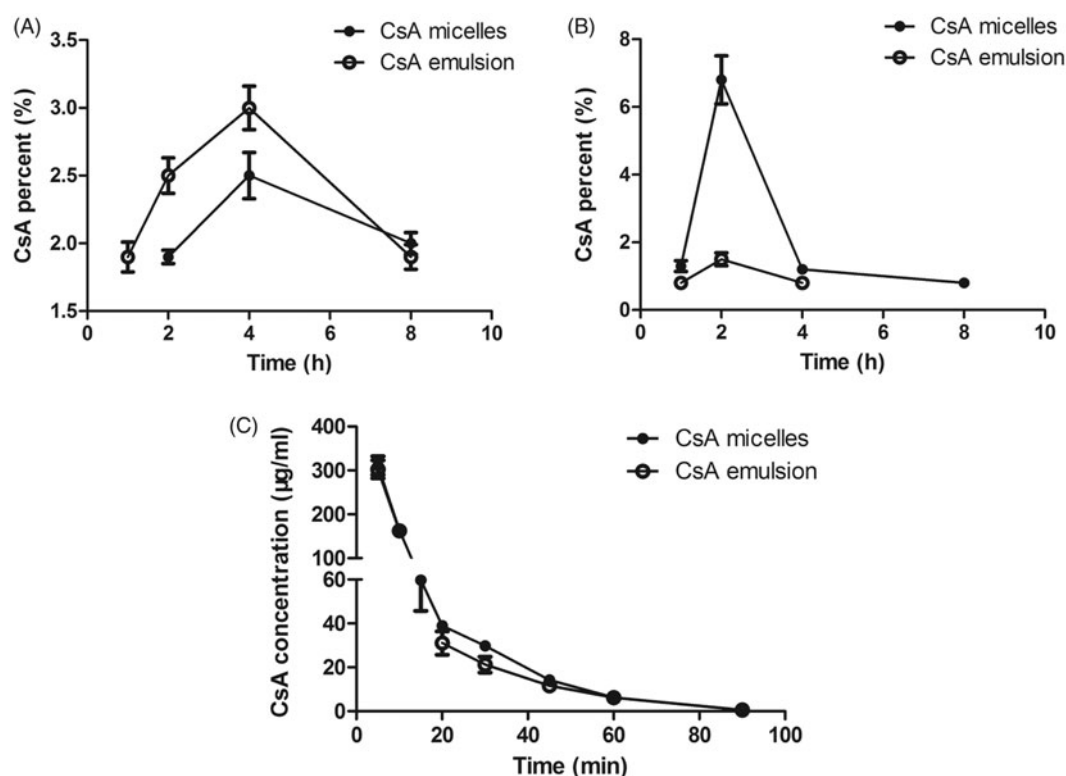 (A)
CsA micelles
CsA emulsion
3.5
3.0
2.5
2.0
1.5
CsA percent (%)
0 2 4 6 8 10
Time (h)
(B)
CsA micelles
CsA emulsion
8
6
4
2
0
CsA percent (%)
0 2 4 6 8 10
Time (h)
(C)
CsA micelles
CsA emulsion
400
300
200
100
60
40
20
0
CsA concentration (µg/ml)
0 20 40 60 80 100
Time (min)